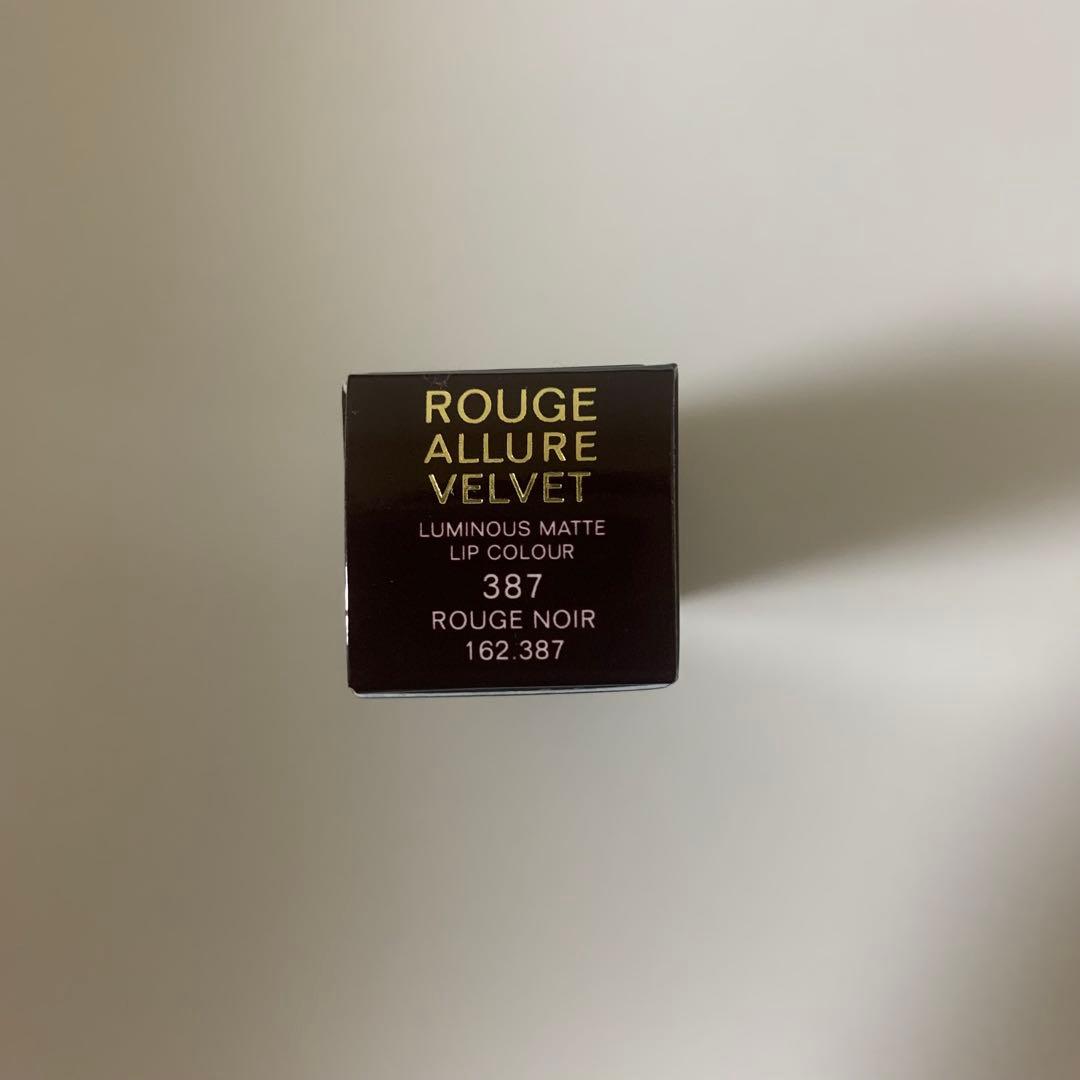 ROUGE
ALLURE
VELVET
LUMINOUS MATTE
LIP COLOUR
387
ROUGE NOIR
162.387